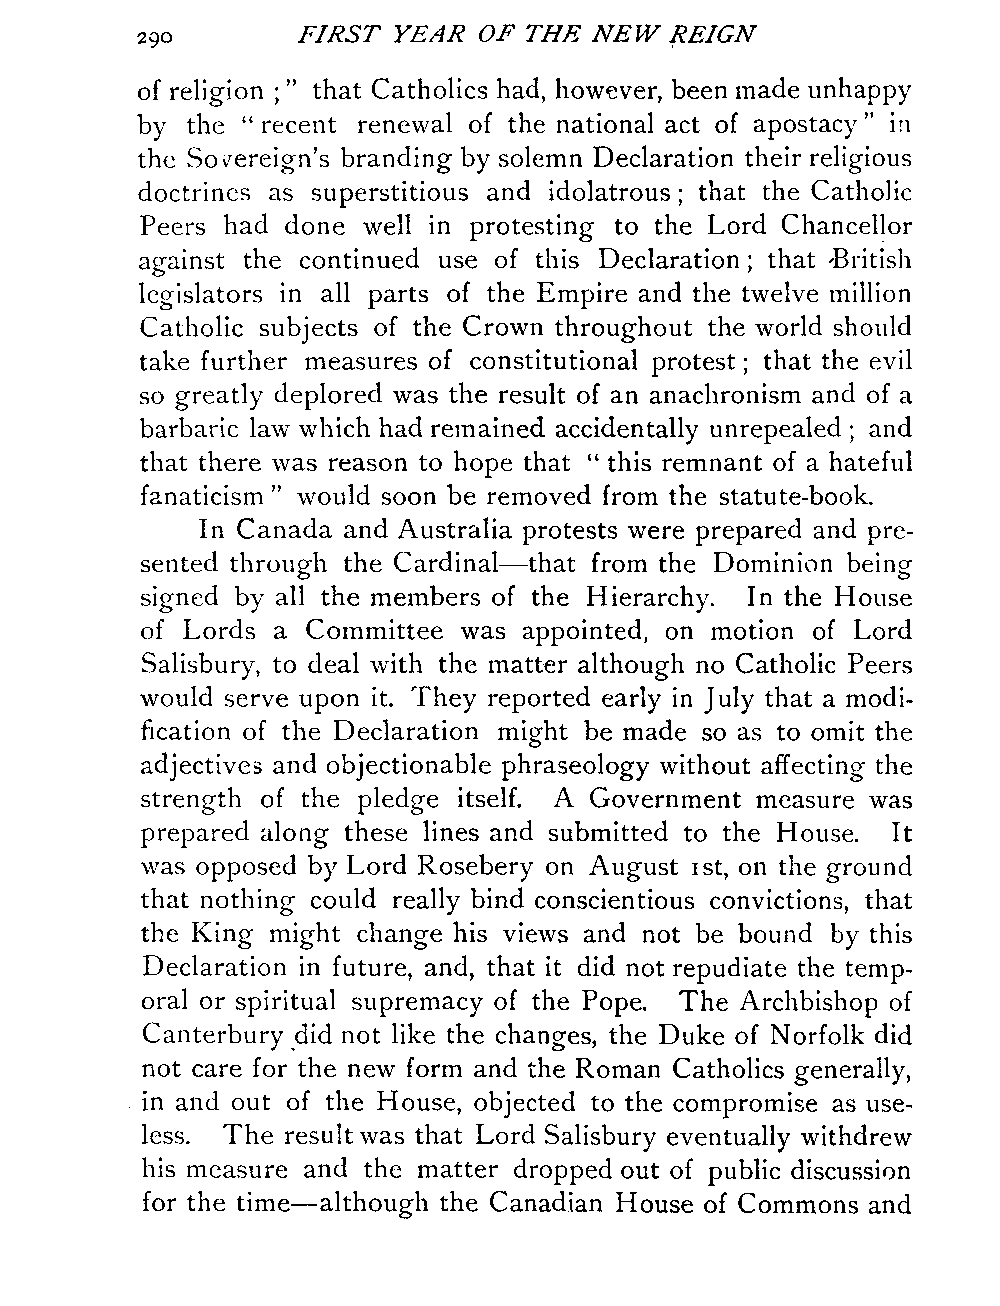 290 FIRST YEAR OF THE NEW REIGN
of religion ;" that Catholics had, however, been made unhappy
by the "recent renewal of the national act of apostacy" in
the Sovereign's branding by solemn Declaration their religious
doctrines as superstitious and idolatrous; that the Catholic
Peers had done well in protesting to the Lord Chancellor
against the continued use of this Declaration; that British
legislators in all parts of the Empire and the twelve million
Catholic subjects of the Crown throughout the world should
take further measures of constitutional protest; that the evil
so greatly deplored was the result of an anachronism and of a
barbaric law which had remained accidentally unrepealed; and
that there was reason to hope that "this remnant of a hateful
fanaticism" would soon be removed from the statute-book.
In Canada and Australia protests were prepared and pre-
sented through the Cardinal—that from the Dominion being
signed by all the members of the Hierarchy. In the House
of Lords a Committee was appointed, on motion of Lord
Salisbury, to deal with the matter although no Catholic Peers
would serve upon it. They reported early in July that a modi-
fication of the Declaration might be made so as to omit the
adjectives and objectionable phraseology without affecting the
strength of the pledge itself. A Government measure was
prepared along these lines and submitted to the House. It
was opposed by Lord Rosebery on August 1st, on the ground
that nothing could really bind conscientious convictions, that
the King might change his views and not be bound by this
Declaration in future, and, that it did not repudiate the temp-
oral or spiritual supremacy of the Pope. The Archbishop of
Canterbury did not like the changes, the Duke of Norfolk did
not care for the new form and the Roman Catholics generally,
in and out of the House, objected to the compromise as use-
less. The result was that Lord Salisbury eventually withdrew
his measure and the matter dropped out of public discussion
for the time—although the Canadian House of Commons and